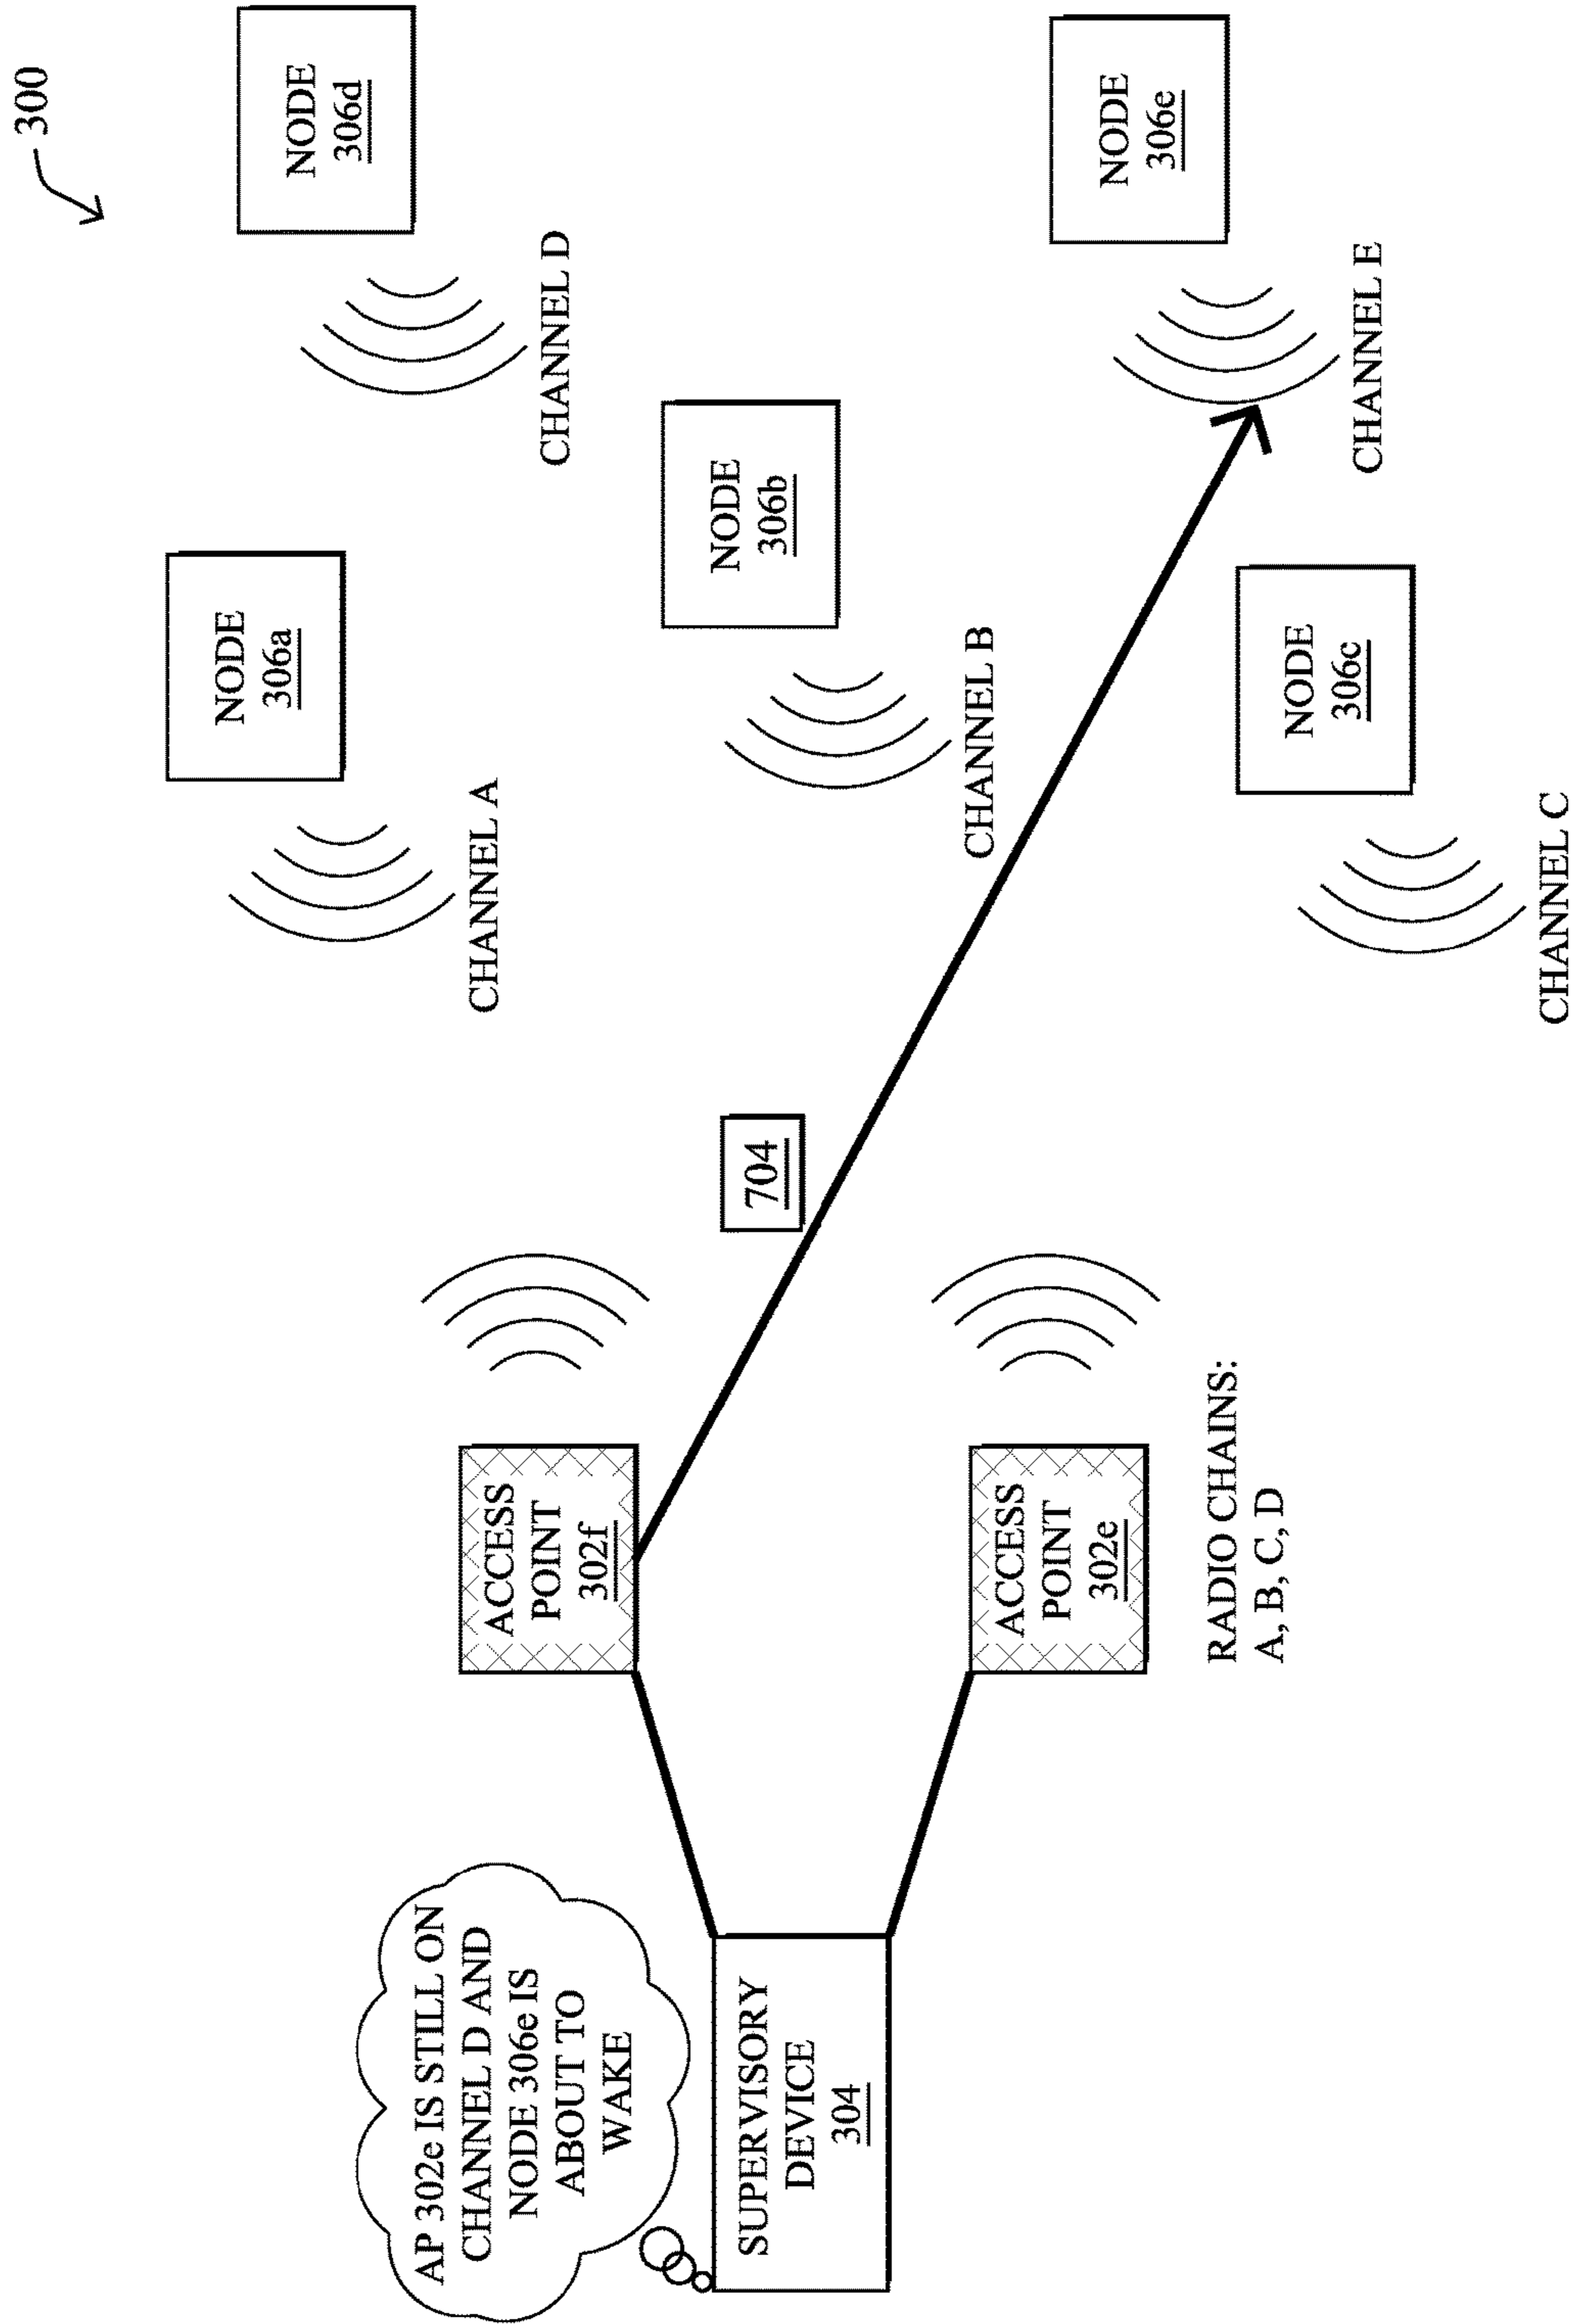 300
AP 302e IS STILL ON
CHANNEL D AND
NODE 306e IS
ABOUT TO
WAKE
SUPERVISORY
DEVICE
304
ACCESS
POINT
302f
ACCESS
POINT
302e
RADIO CHAINS:
A, B, C, D
704
NODE
306a
CHANNEL A
NODE
306d
CHANNEL D
NODE
306b
CHANNEL B
NODE
306e
CHANNEL E
NODE
306c
CHANNEL C